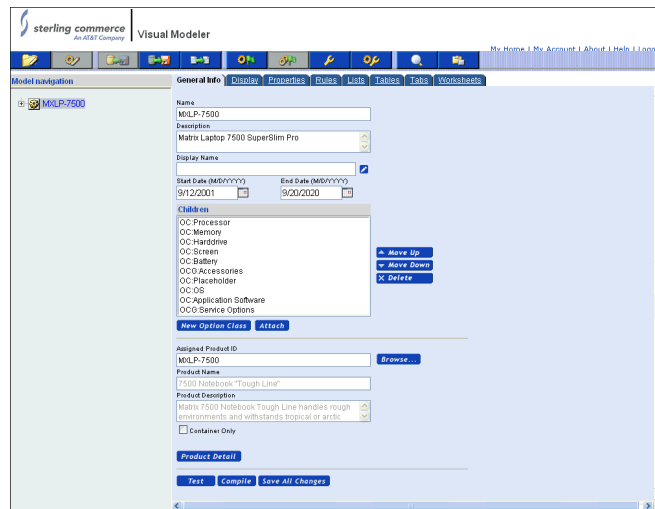 sterling commerce
An AT&T Company
Visual Modeler
My Home | My Account | About | Help | Logo
Model navigation
General Info Display Properties Rules Lists Tables Tabs Worksheets
MXLP-7500
Name
MXLP-7500
Description
Matrix Laptop 7500 SuperSlim Pro
Display Name
Start Date (M/D/YYYY) End Date (M/D/YYYY)
9/12/2001 9/20/2020
Children
OC:Processor
OC:Memory
OC:Harddrive
OC:Screen
OC:Battery
OCG:Accessories
OC:Placeholder
OC:OS
OC:Application Software
OCG:Service Options
Move Up
Move Down
Delete
New Option Class Attach
Assigned Product ID
MXLP-7500 Browse...
Product Name
7500 Notebook "Tough Line"
Product Description
Matrix 7500 Notebook Tough Line handles rough
environments and withstands tropical or arctic
Container Only
Product Detail
Test Compile Save All Changes